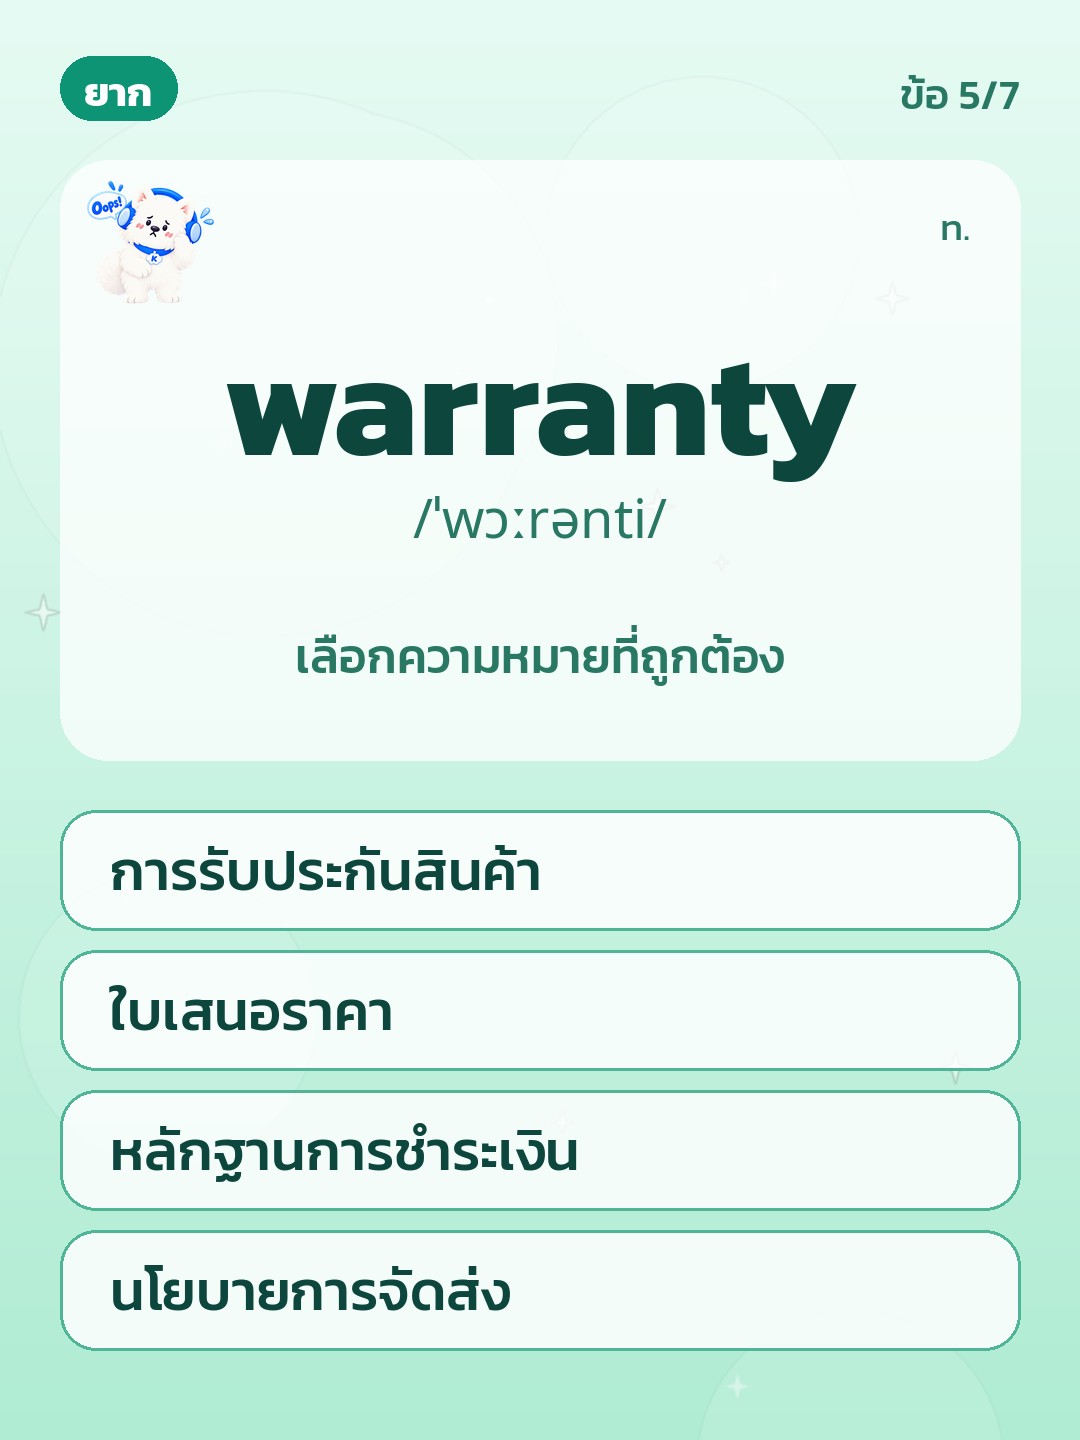 ยาก
ข้อ 5/7
Oops!
K
n.
warranty
/ˈwɔːrənti/
เลือกความหมายที่ถูกต้อง
การรับประกันสินค้า
ใบเสนอราคา
หลักฐานการชำระเงิน
นโยบายการจัดส่ง